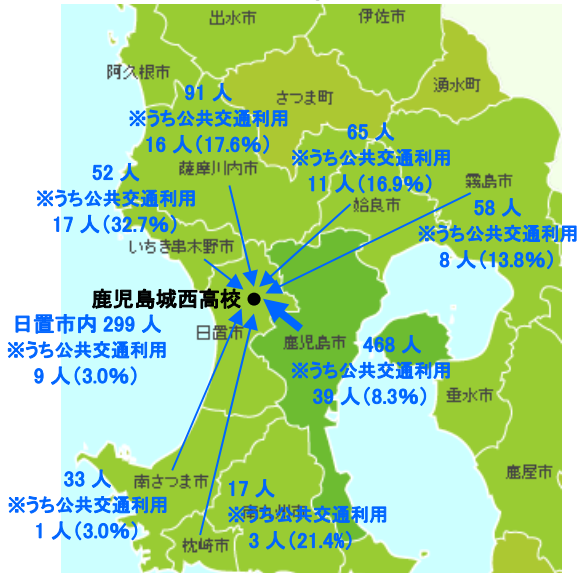 出水市
伊佐市
阿久根市
湧水町
さつま町
91 人
※うち公共交通利用
16 人(17.6%)
薩摩川内市
65 人
※うち公共交通利用
11 人(16.9%)
姶良市
霧島市
58 人
※うち公共交通利用
8 人(13.8%)
52 人
※うち公共交通利用
17 人(32.7%)
いちき串木野市
鹿児島城西高校
日置市内 299 人
※うち公共交通利用
9 人(3.0%)
日置市
鹿児島市
468 人
※うち公共交通利用
39 人(8.3%)
垂水市
鹿屋市
33 人
※うち公共交通利用
1 人(3.0%)
南さつま市
17 人
※うち公共交通利用
3 人(21.4%)
枕崎市